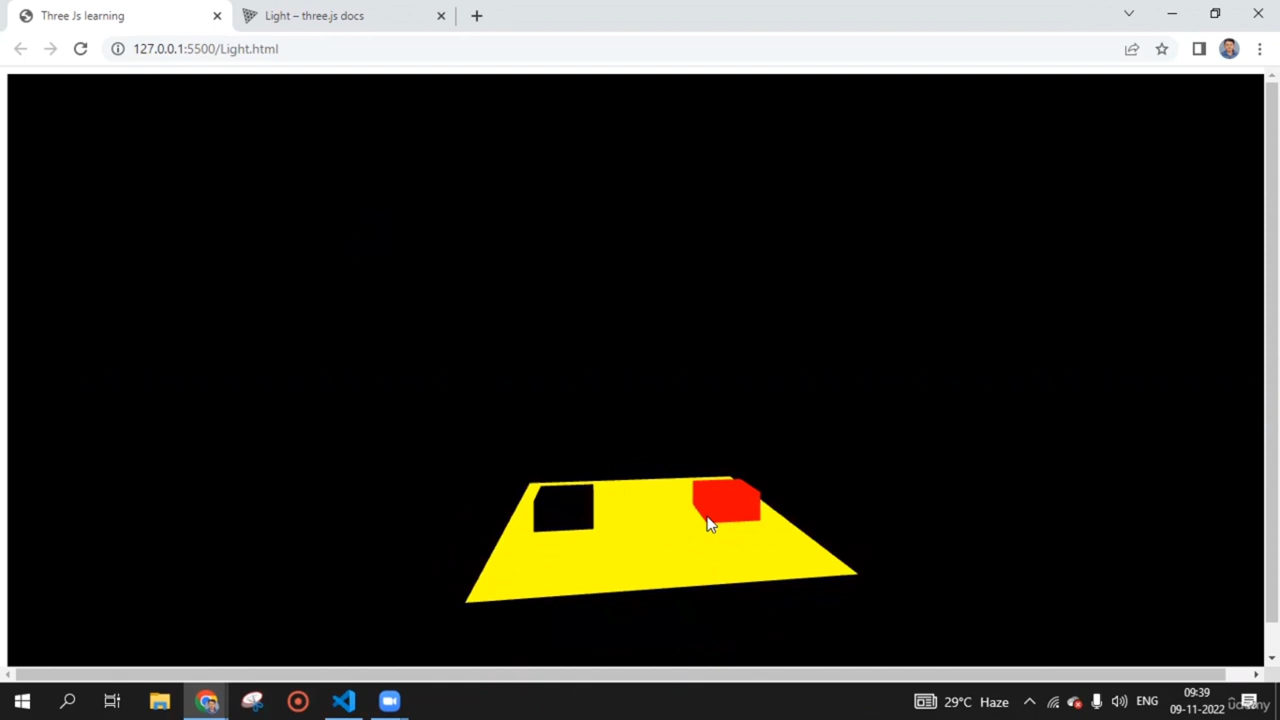 Three Js learning
Light – three.js docs
127.0.0.1:5500/Light.html
29°C Haze
ENG
09:39
09-11-2022
ûdemy